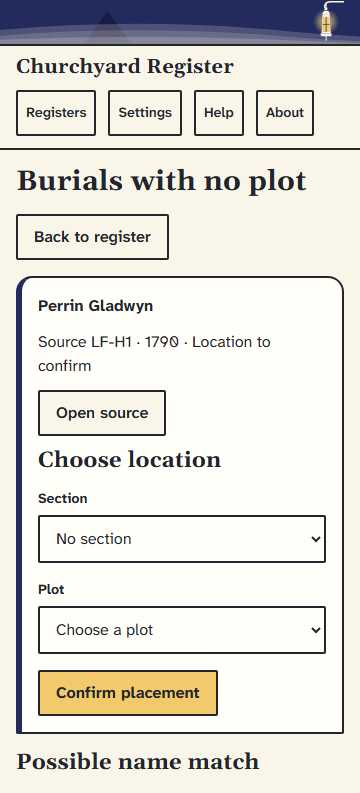 Churchyard Register
Registers Settings Help About
Burials with no plot
Back to register
Perrin Gladwyn
Source LF-H1 · 1790 · Location to
confirm
Open source
Choose location
Section
No section
Plot
Choose a plot
Confirm placement
Possible name match